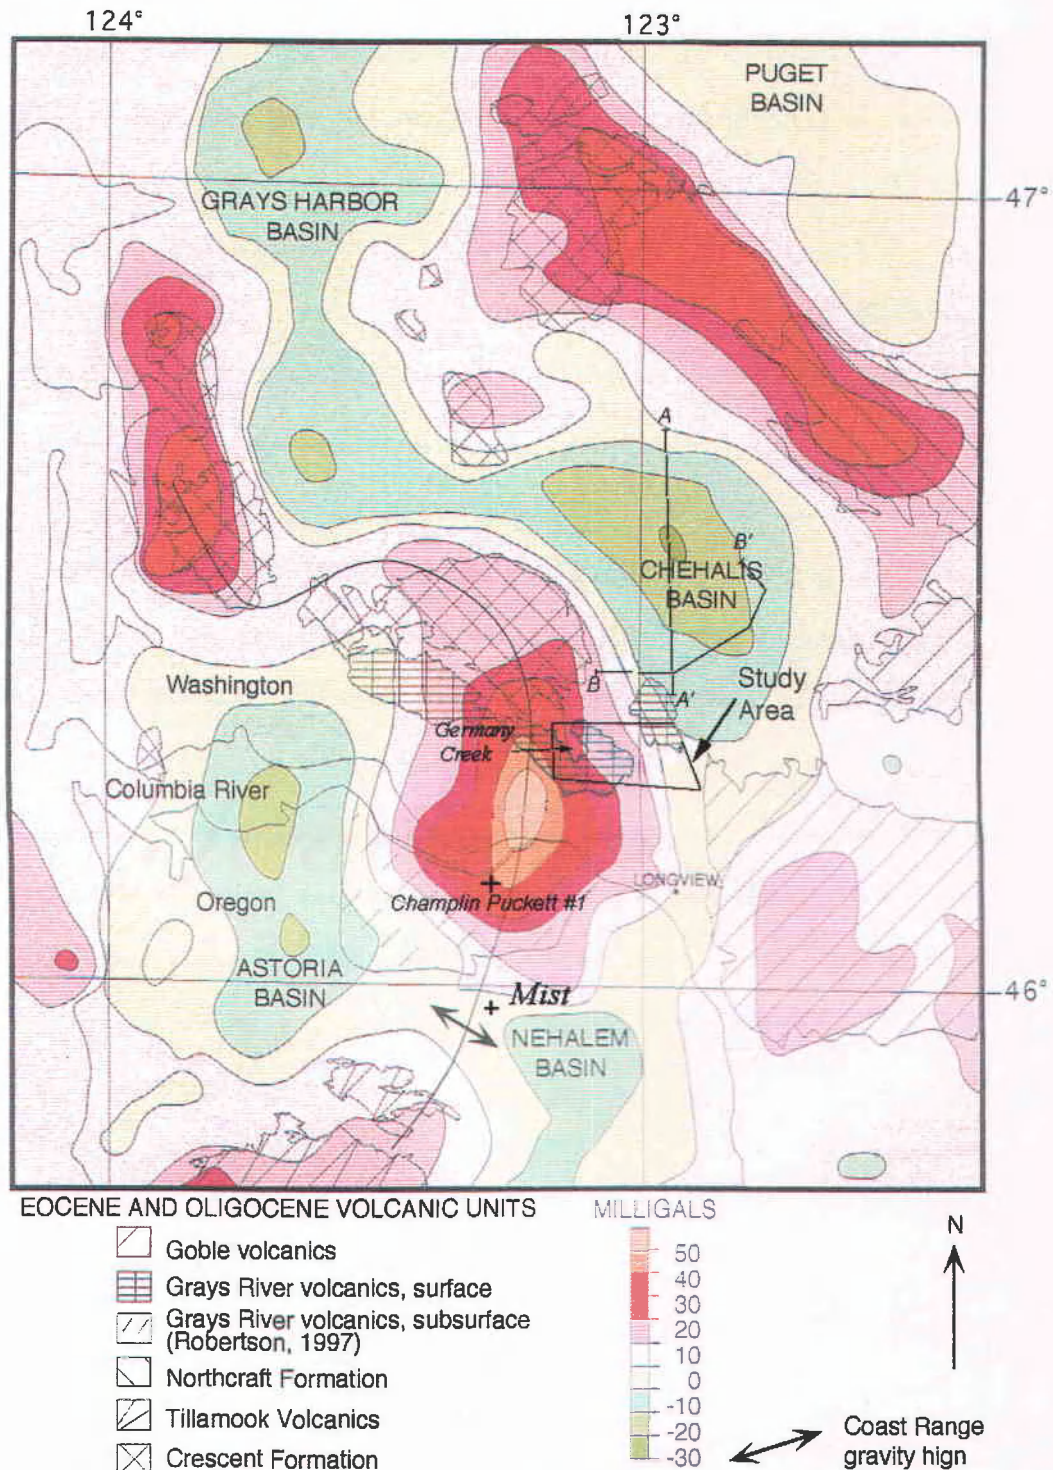 124° 123°
PUGET
BASIN
47°
GRAYS HARBOR
BASIN
A
B'
CHEHALIS
BASIN
Washington
B
A'
Study
Area
Germany
Creek
Columbia River
LONGVIEW
Oregon
Champlin Puckett #1
ASTORIA
BASIN
46°
Mist
NEHALEM
BASIN
EOCENE AND OLIGOCENE VOLCANIC UNITS
Goble volcanics
Grays River volcanics, surface
Grays River volcanics, subsurface
(Robertson, 1997)
Northcraft Formation
Tillamook Volcanics
Crescent Formation
MILLIGALS
50
40
30
20
10
0
-10
-20
-30
N
Coast Range
gravity hign